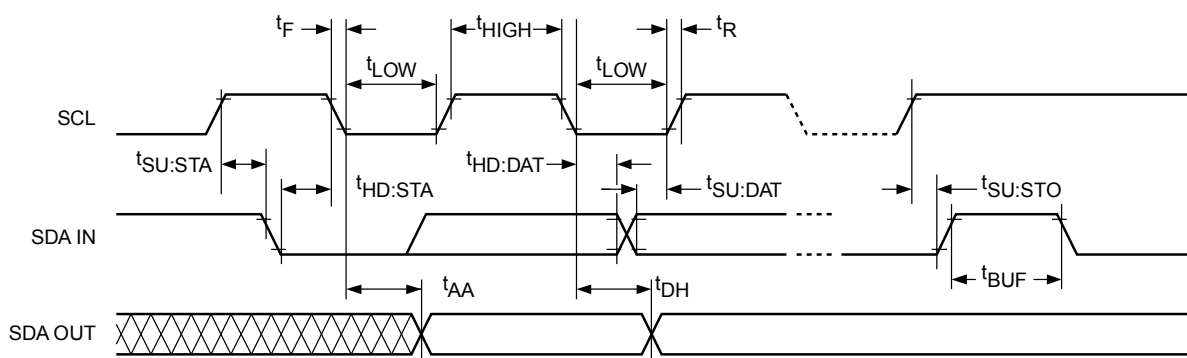 tF
tHIGH
tR
tLOW
tLOW
SCL
tSU:STA
tHD:STA
tHD:DAT
tSU:DAT
tSU:STO
SDA IN
tBUF
tAA
tDH
SDA OUT